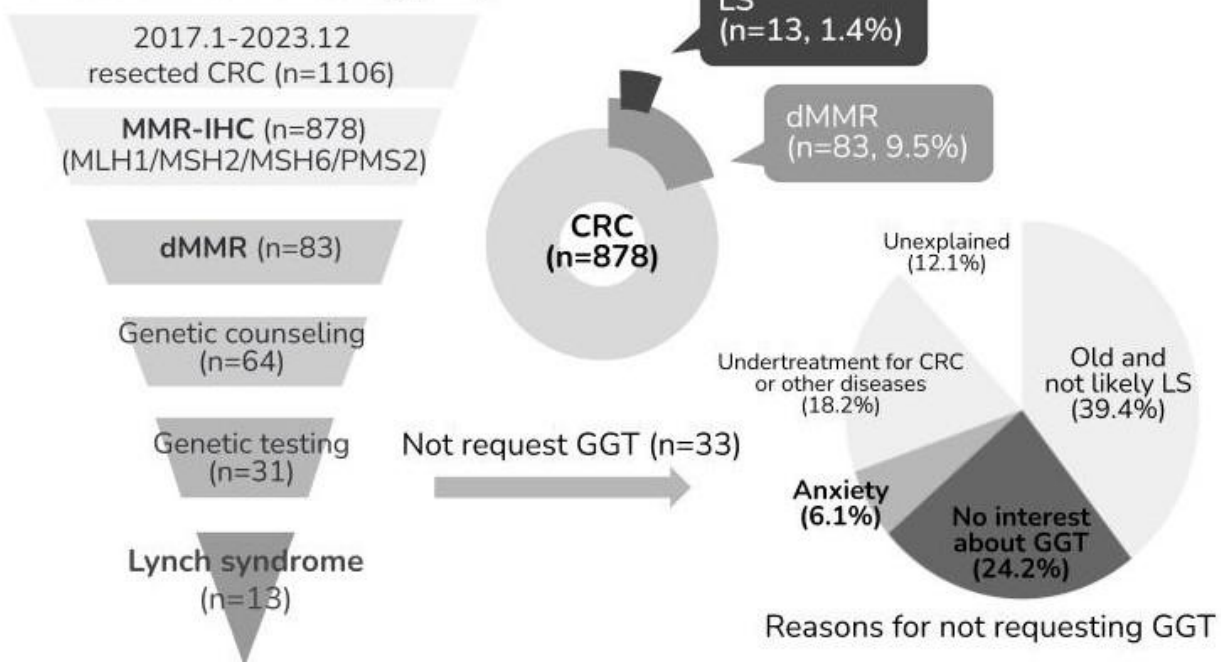 2017.1-2023.12
resected CRC (n=1106)
MMR-IHC (n=878)
(MLH1/MSH2/MSH6/PMS2)
dMMR (n=83)
Genetic counseling
(n=64)
Genetic testing
(n=31)
Lynch syndrome
(n=13)
LS
(n=13, 1.4%)
dMMR
(n=83, 9.5%)
CRC
(n=878)
Not request GGT (n=33)
Unexplained
(12.1%)
Old and
not likely LS
(39.4%)
Undertreatment for CRC
or other diseases
(18.2%)
Anxiety
(6.1%)
No interest
about GGT
(24.2%)
Reasons for not requesting GGT